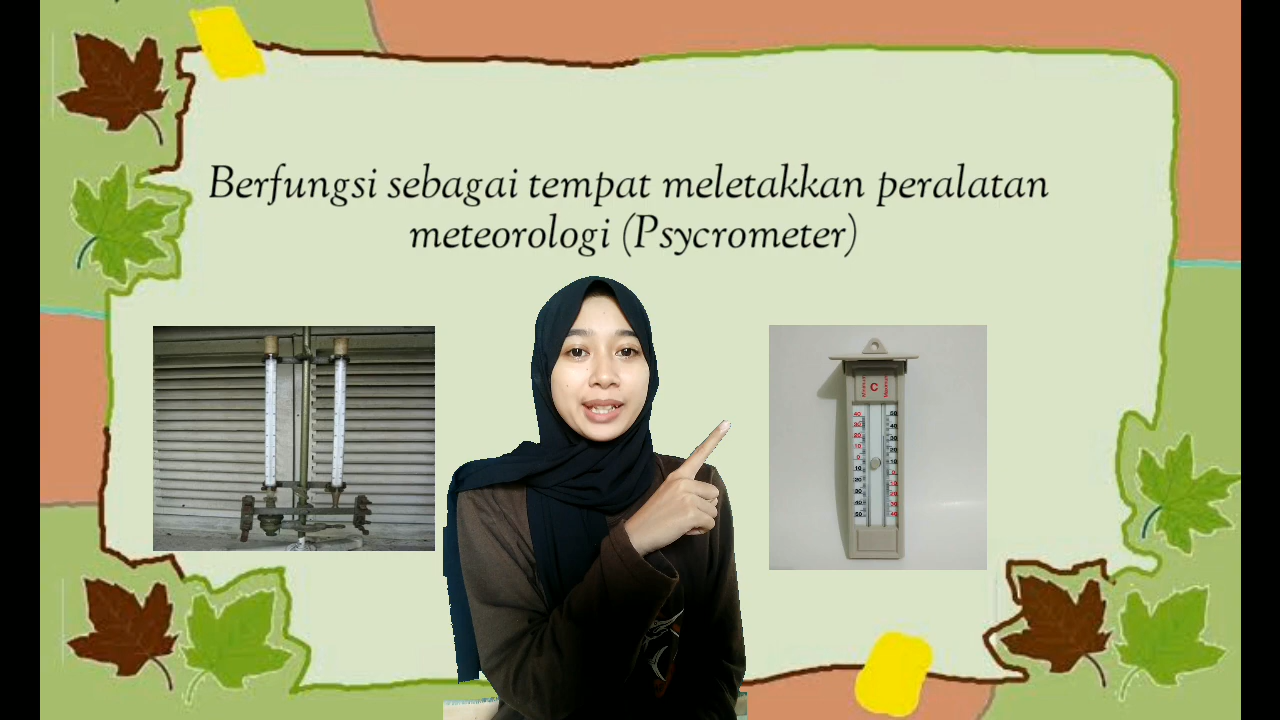 Berfungsi sebagai tempat meletakkan peralatan
meteorologi (Psycrometer)
C